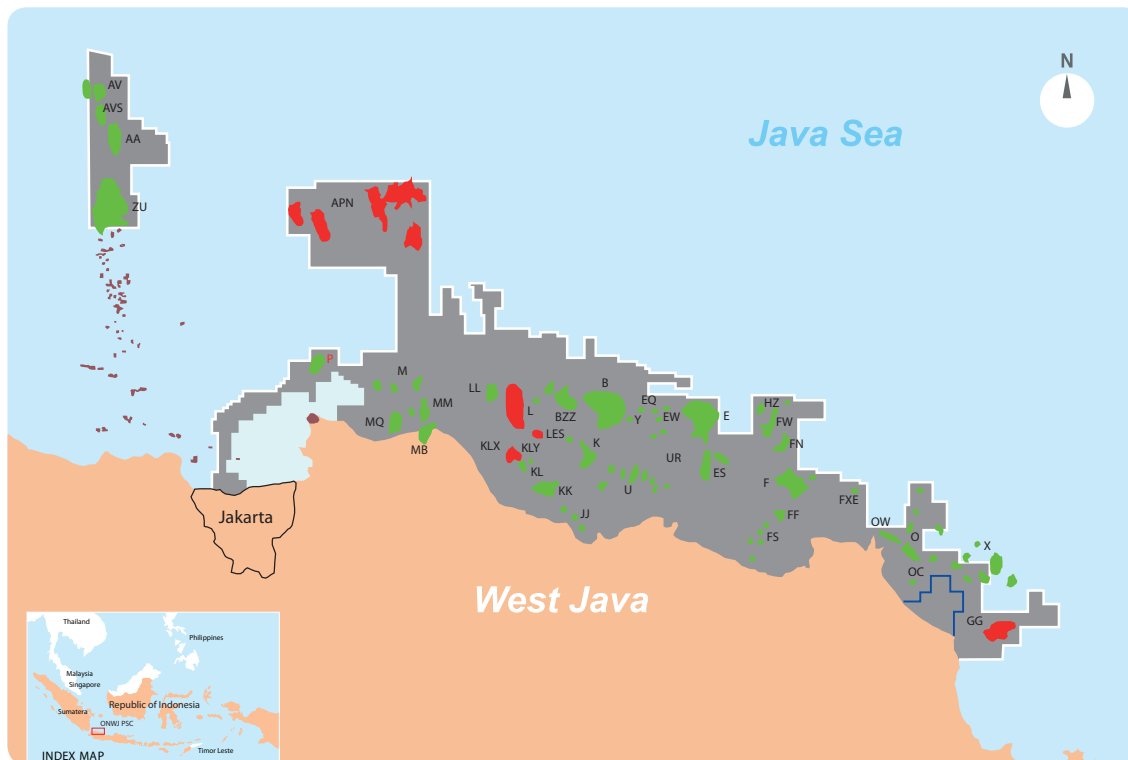 N
Java Sea
AV
AVS
AA
ZU
APN
P
M
MM
MQ
MB
LL
L
LES
KLX
KLY
KL
KK
JJ
BZZ
B
K
Y
EQ
EW
E
UR
ES
U
HZ
FW
FN
F
FXE
FF
FS
OW
O
OC
X
GG
Jakarta
West Java
Thailand
Philippines
Malaysia
Singapore
Sumatera
Republic of Indonesia
ONWJ PSC
Timor Leste
INDEX MAP